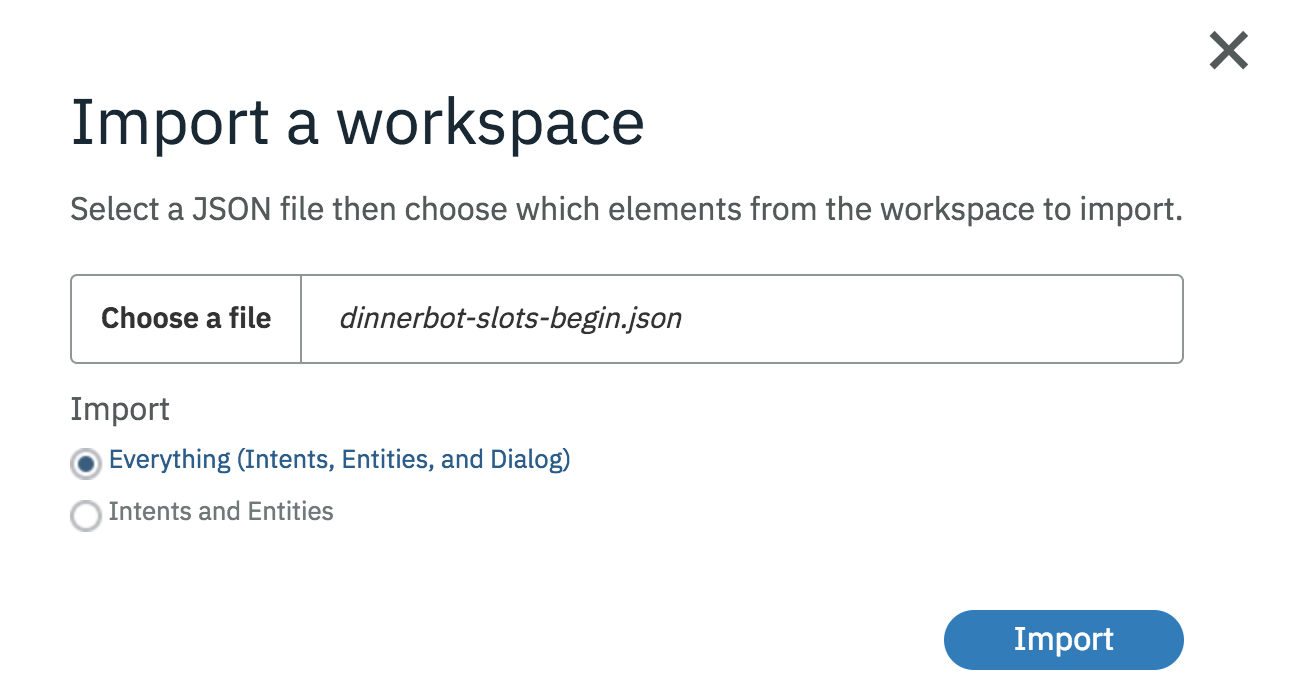 Import a workspace
Select a JSON file then choose which elements from the workspace to import.
Choose a file dinnerbot-slots-begin.json
Import
Everything (Intents, Entities, and Dialog)
Intents and Entities
Import